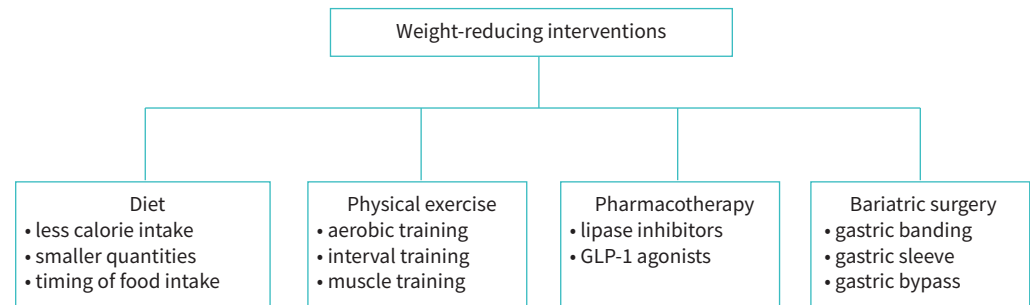 Weight-reducing interventions
Diet
• less calorie intake
• smaller quantities
• timing of food intake
Physical exercise
• aerobic training
• interval training
• muscle training
Pharmacotherapy
• lipase inhibitors
• GLP-1 agonists
Bariatric surgery
• gastric banding
• gastric sleeve
• gastric bypass